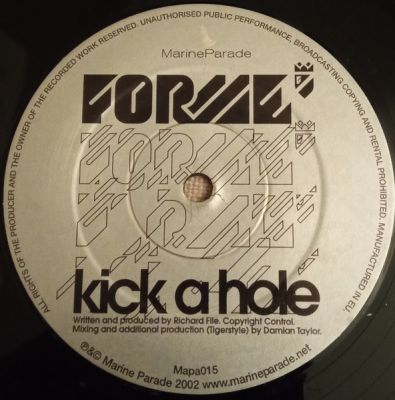 ALL RIGHTS OF THE PRODUCER AND THE OWNER OF THE RECORDED WORK RESERVED. UNAUTHORISED PUBLIC PERFORMANCE, BROADCASTING COPYING AND RENTAL PROHIBITED. MANUFACTURED IN EU.
MarineParade
FORME
kick a hole
Written and produced by Richard File. Copyright Control.
Mixing and additional production (Tigerstyle) by Damian Taylor.
Mapa015
℗&© Marine Parade 2002 www.marineparade.net